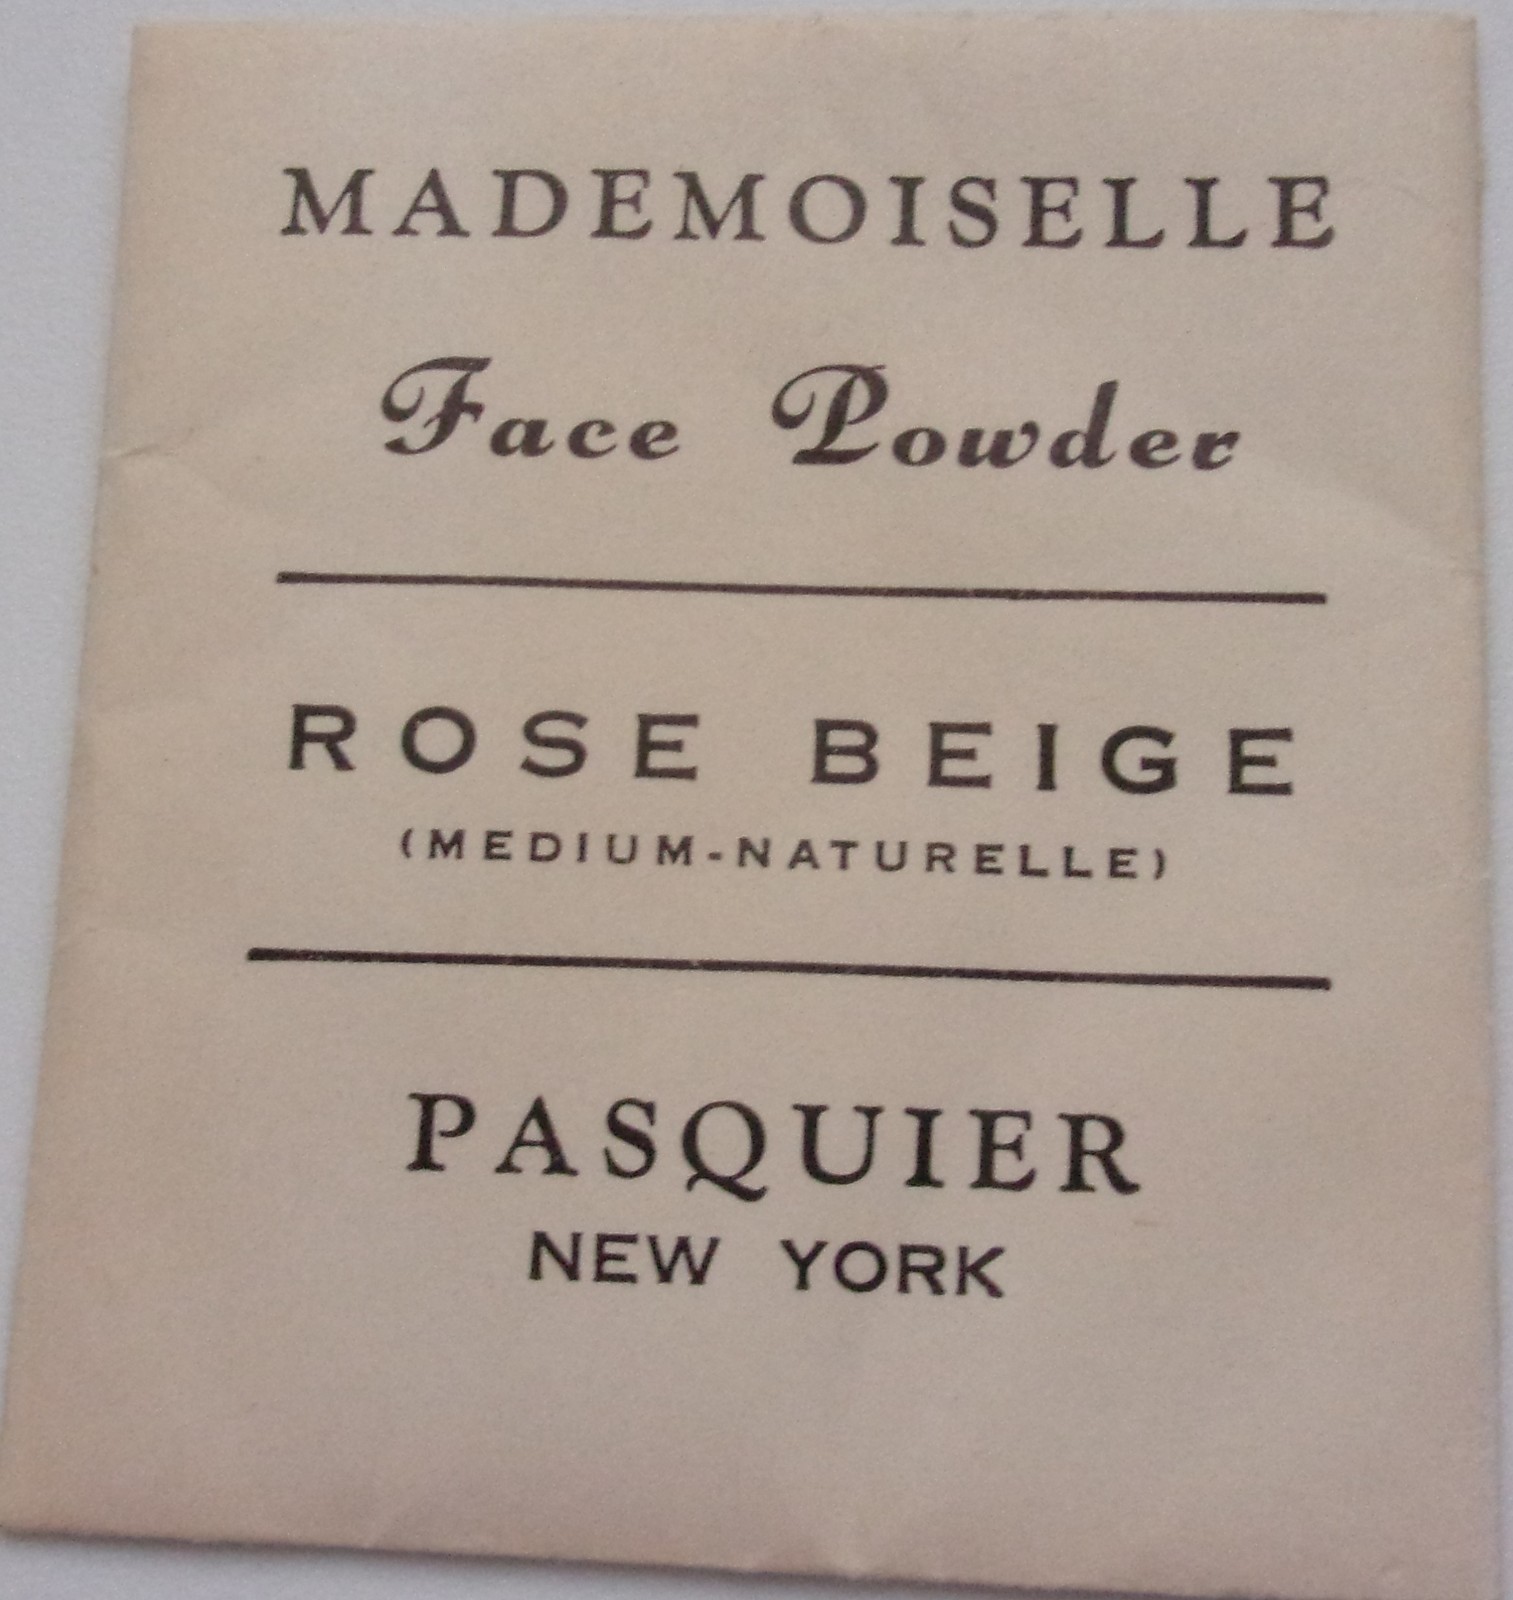 MADEMOISELLE
Face Powder
ROSE BEIGE
(MEDIUM-NATURELLE)
PASQUIER
NEW YORK